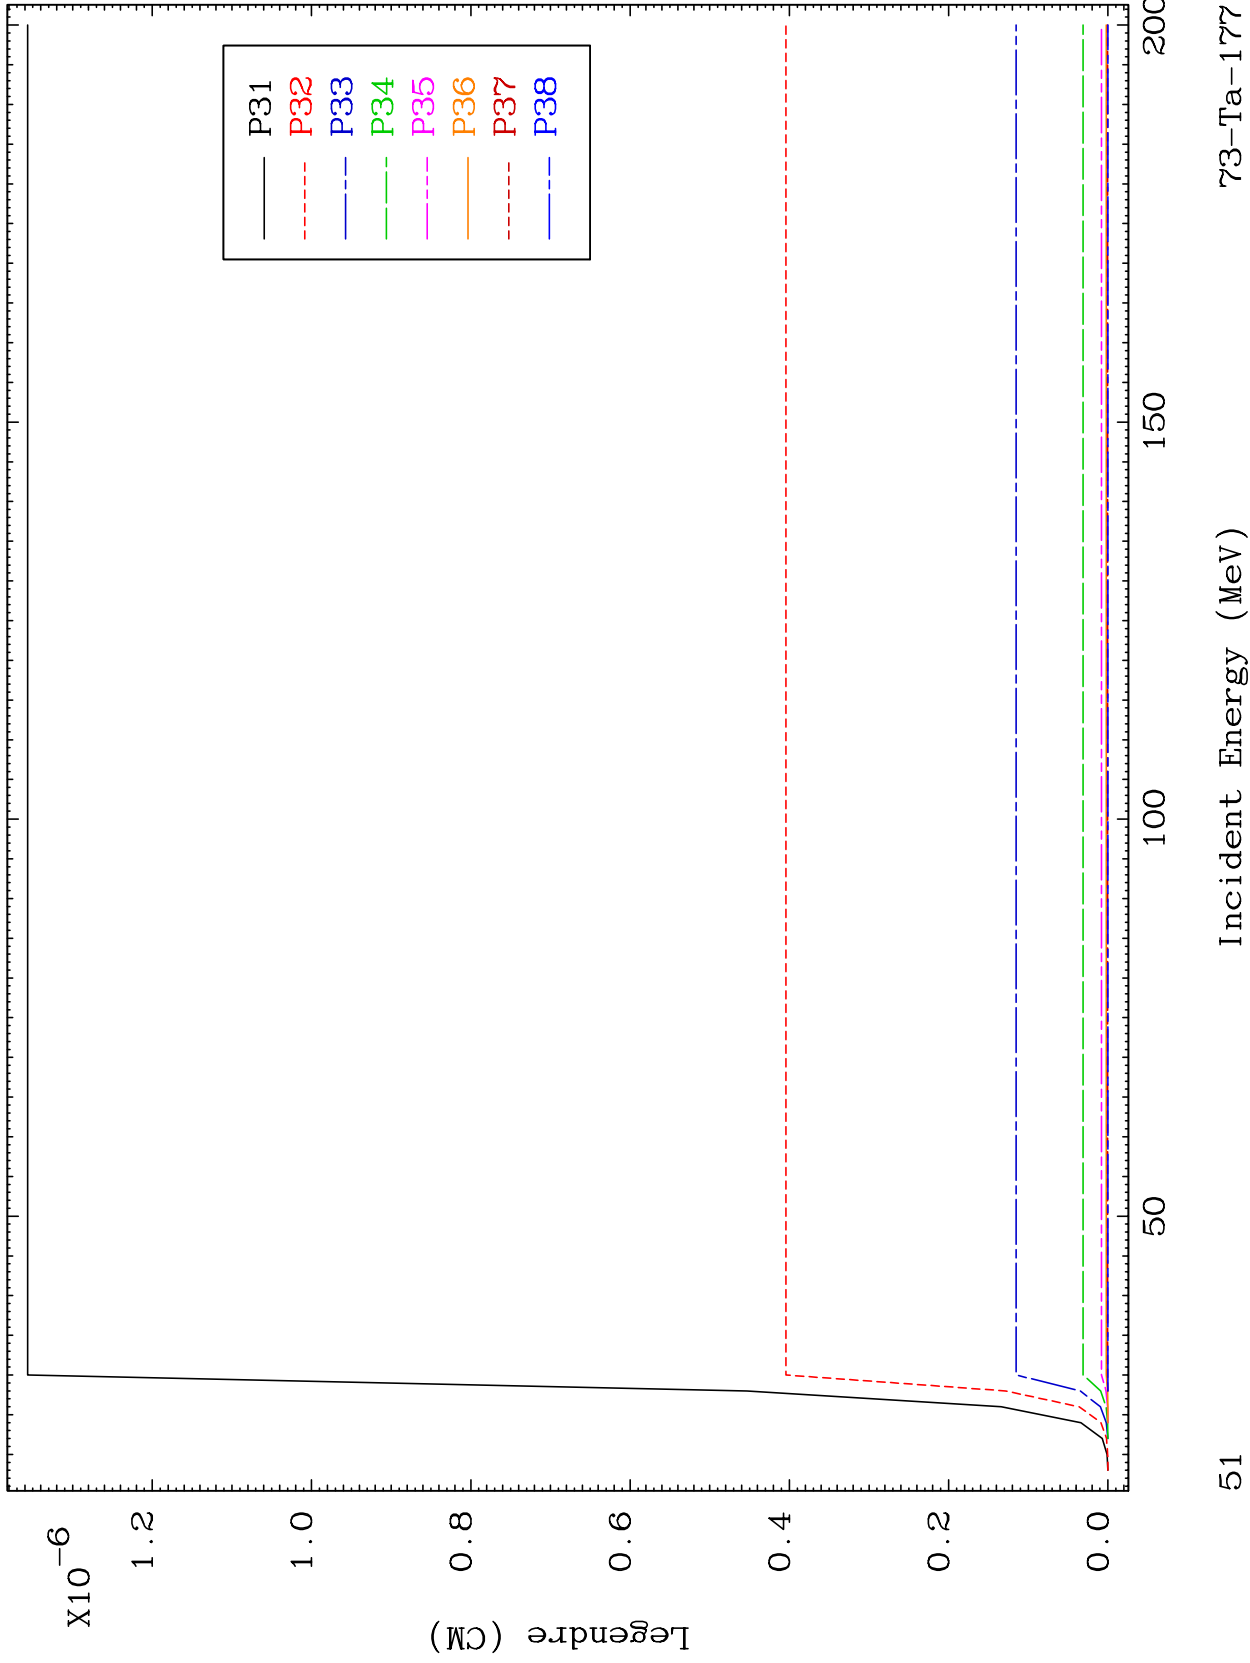 X10-6
1.2
1.0
0.8
0.6
0.4
0.2
0.0
Legendre (CM)
P31
P32
P33
P34
P35
P36
P37
P38
50
100
150
200
Incident Energy (MeV)
51
73-Ta-177